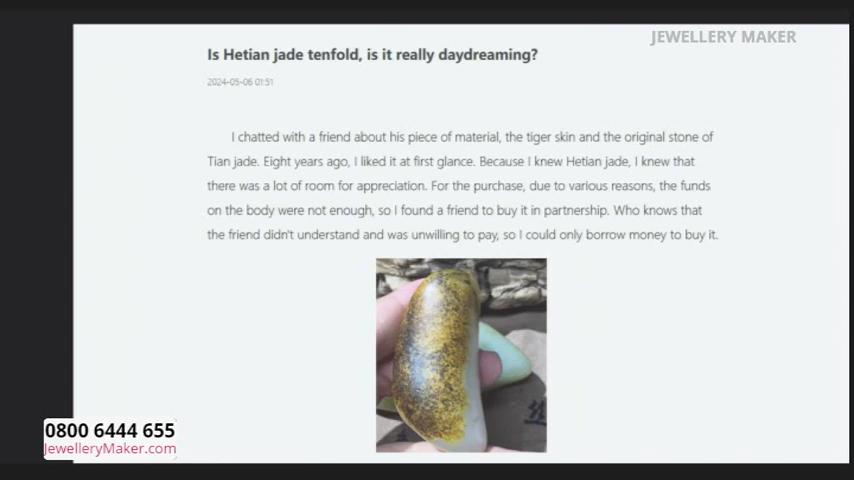 JEWELLERY MAKER
Is Hetian jade tenfold, is it really daydreaming?
2024-05-06 01:51
I chatted with a friend about his piece of material, the tiger skin and the original stone of
Tian jade. Eight years ago, I liked it at first glance. Because I knew Hetian jade, I knew that
there was a lot of room for appreciation. For the purchase, due to various reasons, the funds
on the body were not enough, so I found a friend to buy it in partnership. Who knows that
the friend didn't understand and was unwilling to pay, so I could only borrow money to buy it.
0800 6444 655
JewelleryMaker.com